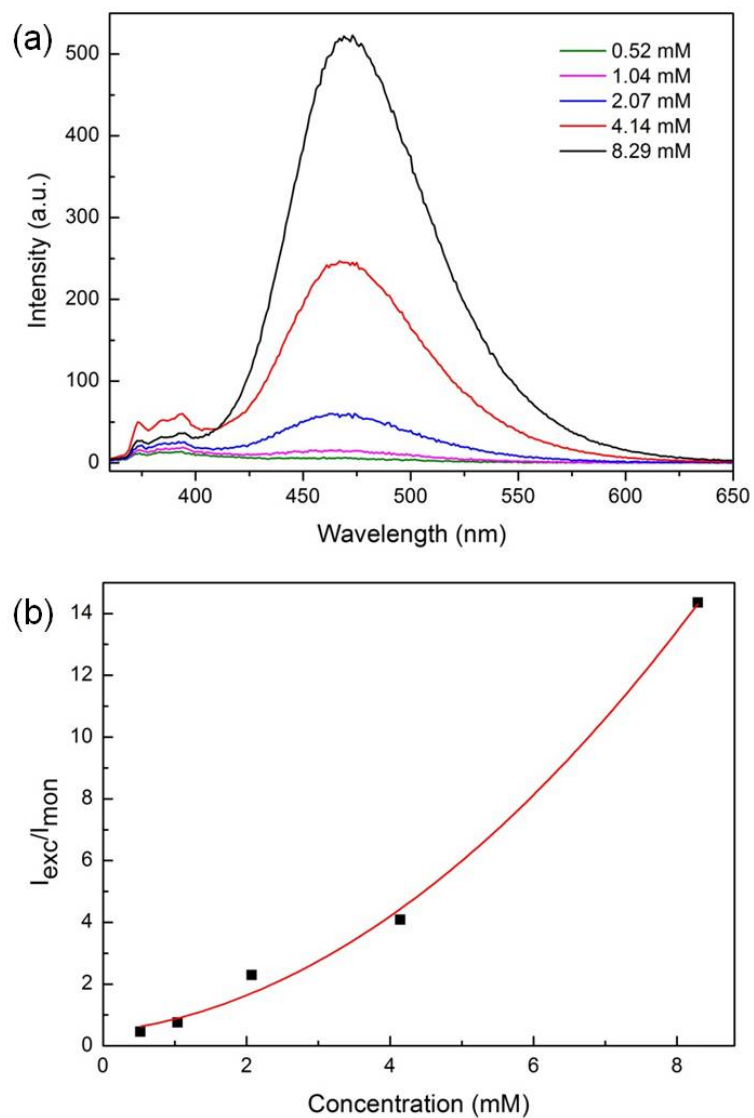 (a)
500
400
300
200
100
0
Intensity (a.u.)
0.52 mM
1.04 mM
2.07 mM
4.14 mM
8.29 mM
400
450
500
550
600
650
Wavelength (nm)
(b)
14
12
10
8
6
4
2
0
Iexc/Imon
0
2
4
6
8
Concentration (mM)